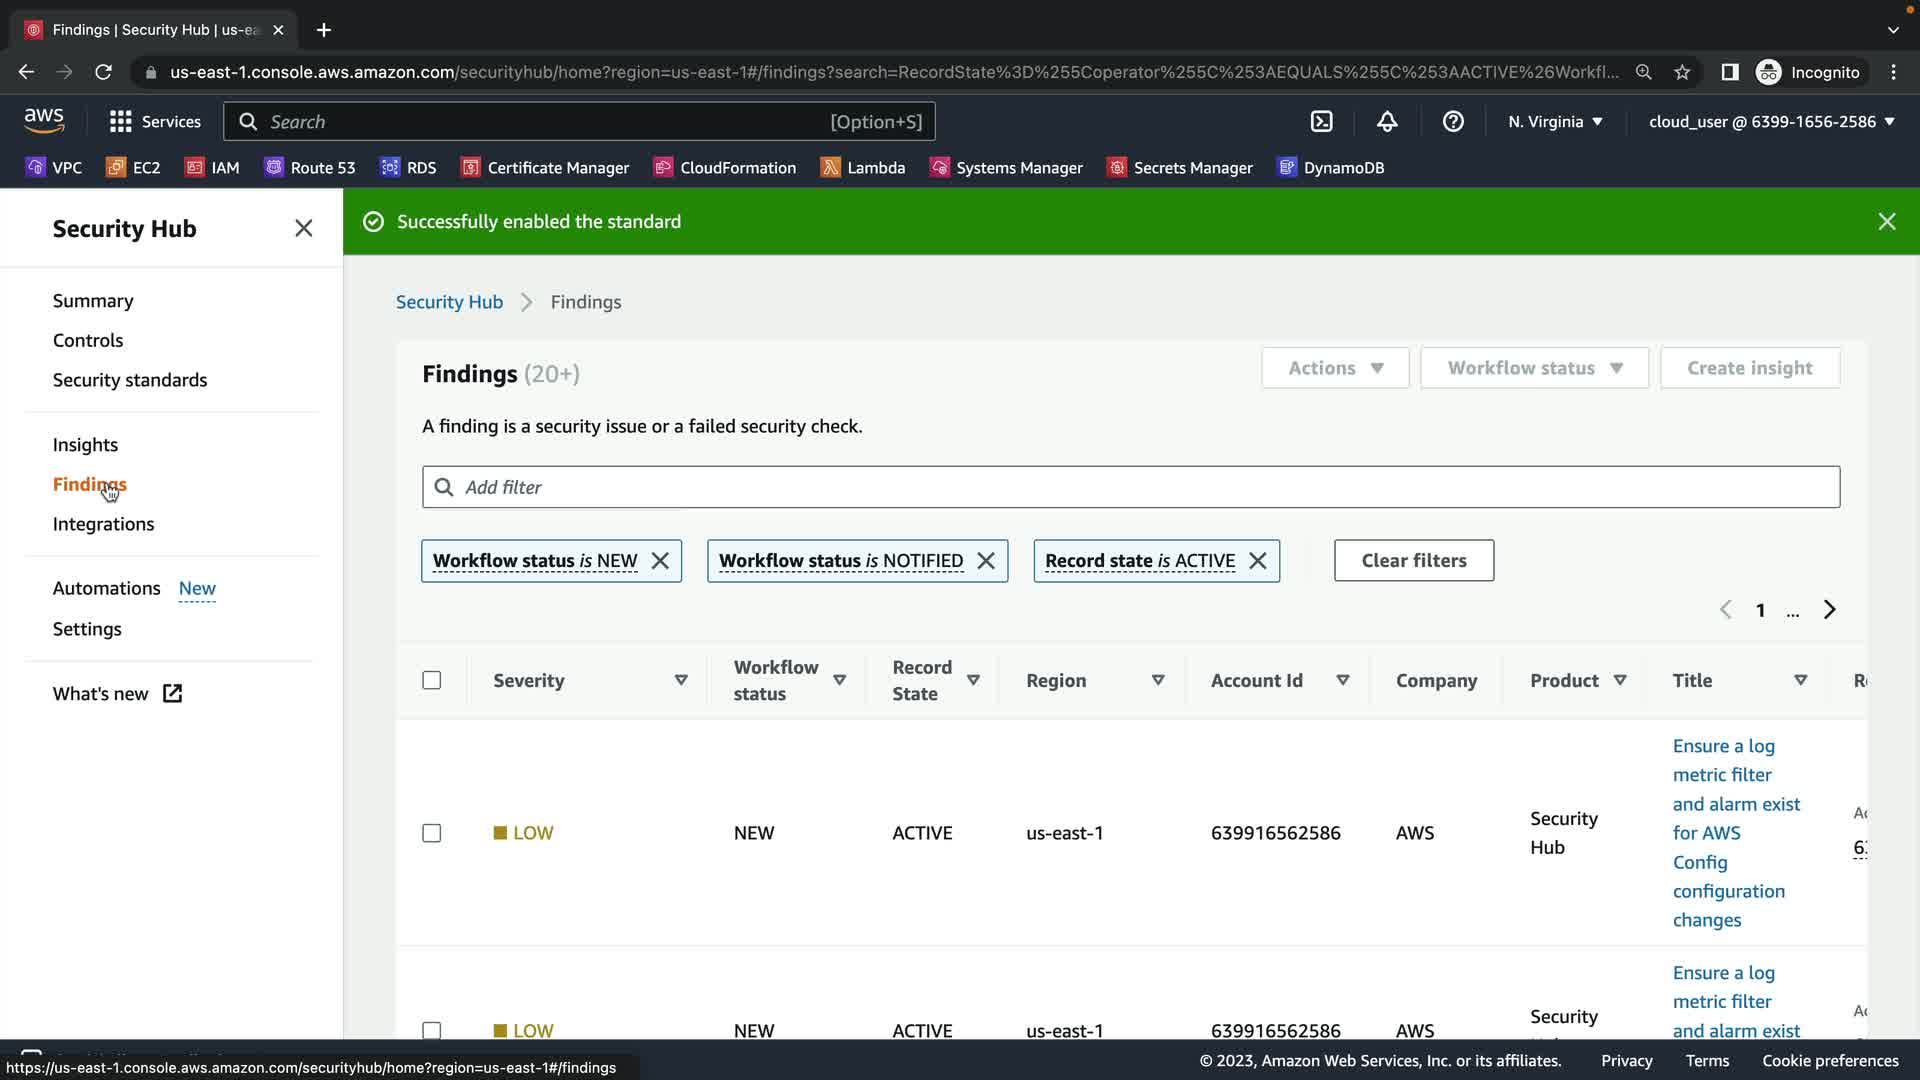 Findings | Security Hub | us-ea
us-east-1.console.aws.amazon.com/securityhub/home?region=us-east-1#/findings?search=RecordState%3D%255Coperator%255C%253AEQUALS%255C%253AACTIVE%26Workfl...
Incognito
aws
Services
Search
[Option+S]
N. Virginia
cloud_user @ 6399-1656-2586
VPC
EC2
IAM
Route 53
RDS
Certificate Manager
CloudFormation
Lambda
Systems Manager
Secrets Manager
DynamoDB
Security Hub
Successfully enabled the standard
Summary
Controls
Security standards
Insights
Findings
Integrations
Automations New
Settings
What's new
Security Hub > Findings
Findings (20+)
Actions
Workflow status
Create insight
A finding is a security issue or a failed security check.
Add filter
Workflow status is NEW
Workflow status is NOTIFIED
Record state is ACTIVE
Clear filters
1 ...
Severity
Workflow status
Record State
Region
Account Id
Company
Product
Title
LOW
NEW
ACTIVE
us-east-1
639916562586
AWS
Security
Hub
Ensure a log
metric filter
and alarm exist
for AWS
Config
configuration
changes
LOW
NEW
ACTIVE
us-east-1
639916562586
AWS
Security
Ensure a log
metric filter
and alarm exist
https://us-east-1.console.aws.amazon.com/securityhub/home?region=us-east-1#/findings
© 2023, Amazon Web Services, Inc. or its affiliates.
Privacy
Terms
Cookie preferences